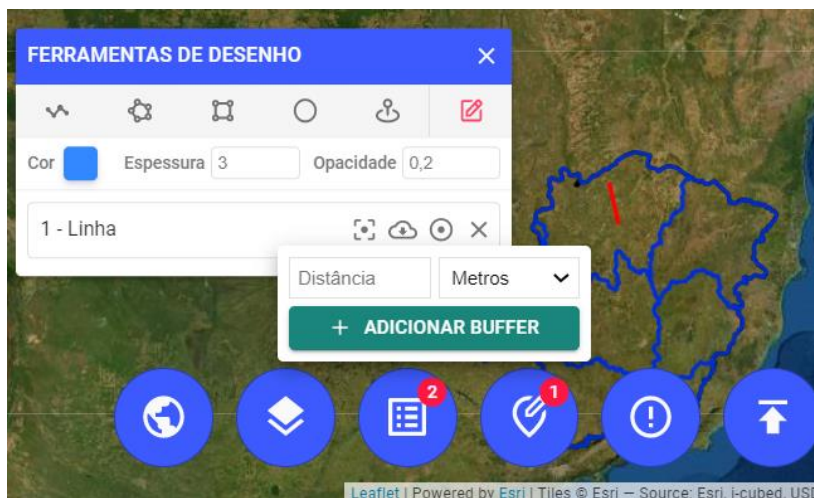 FERRAMENTAS DE DESENHO
Cor Espessura 3 Opacidade 0,2
1 - Linha
Distância Metros
+ ADICIONAR BUFFER
2 1
Leaflet | Powered by Esri | Tiles © Esri — Source: Esri, i-cubed, USD